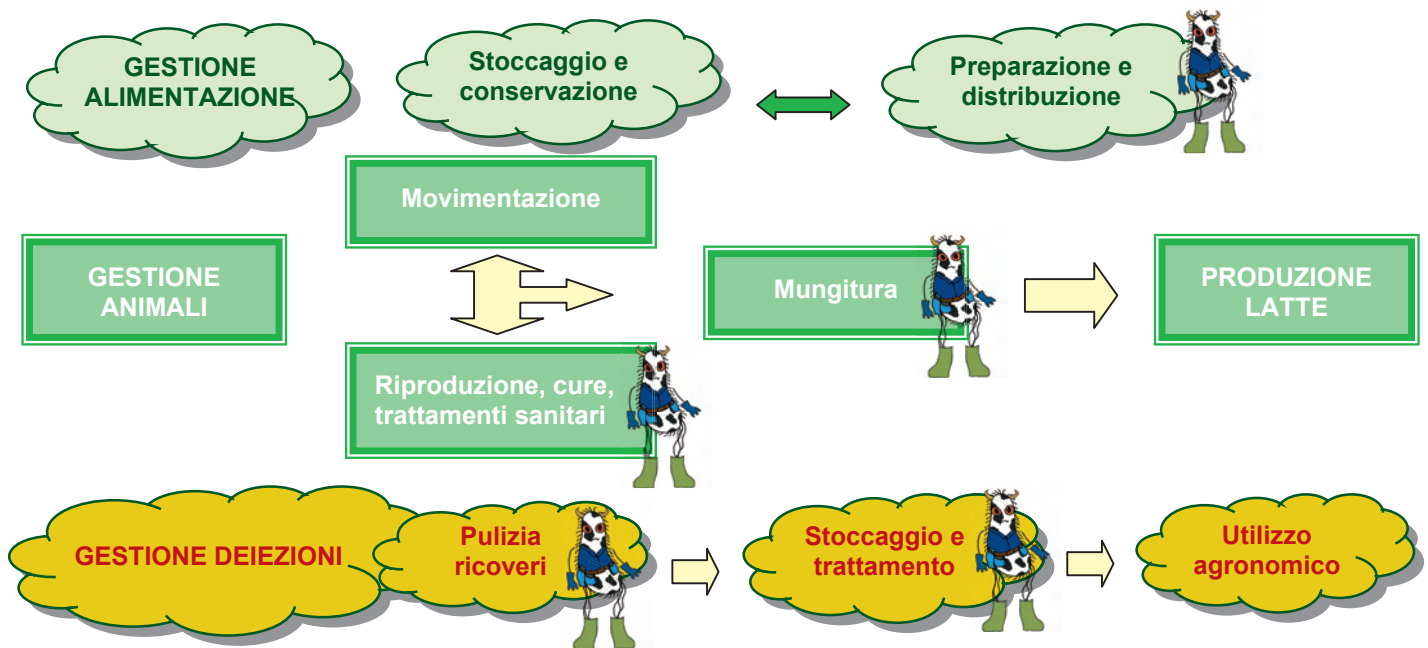 GESTIONE
ALIMENTAZIONE
Stoccaggio e
conservazione
Preparazione e
distribuzione
Movimentazione
GESTIONE
ANIMALI
Mungitura
PRODUZIONE
LATTE
Riproduzione, cure,
trattamenti sanitari
GESTIONE DEIEZIONI
Pulizia
ricoveri
Stoccaggio e
trattamento
Utilizzo
agronomico